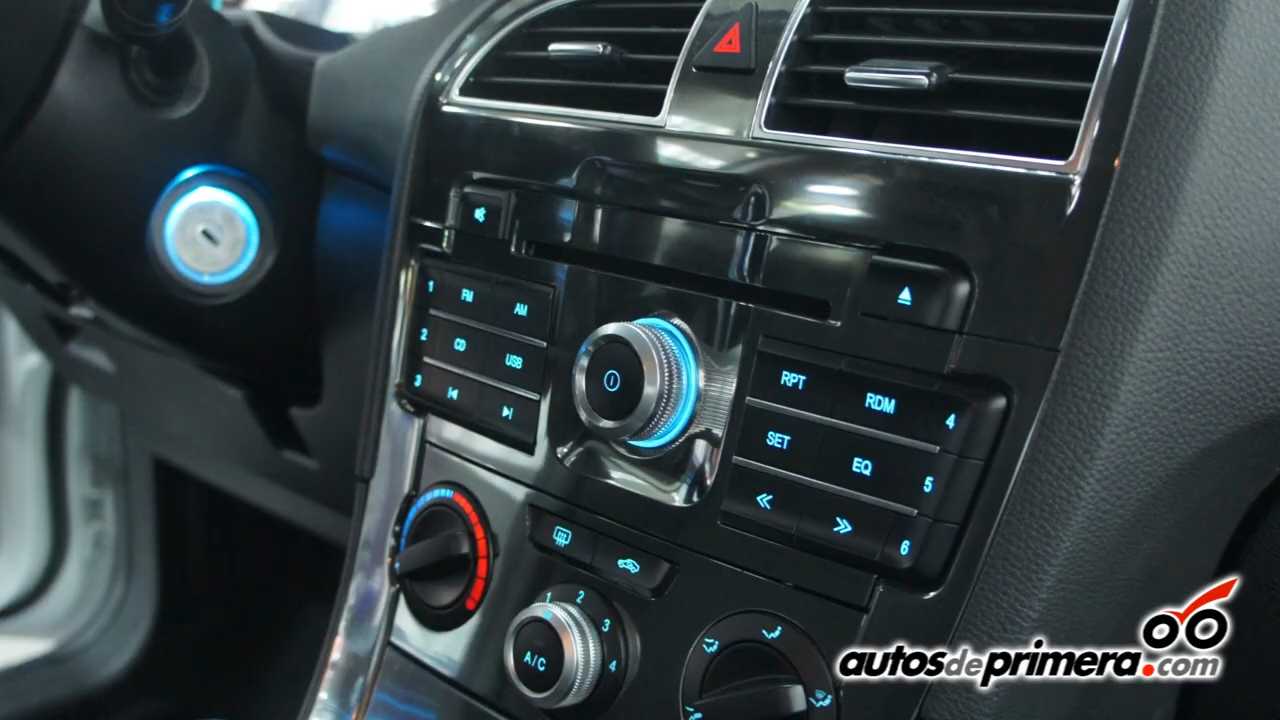 1 FM AM
2 CD USB
3
RPT RDM 4
SET EQ 5
6
1 2 3 4
A/C
autosdeprimera.com